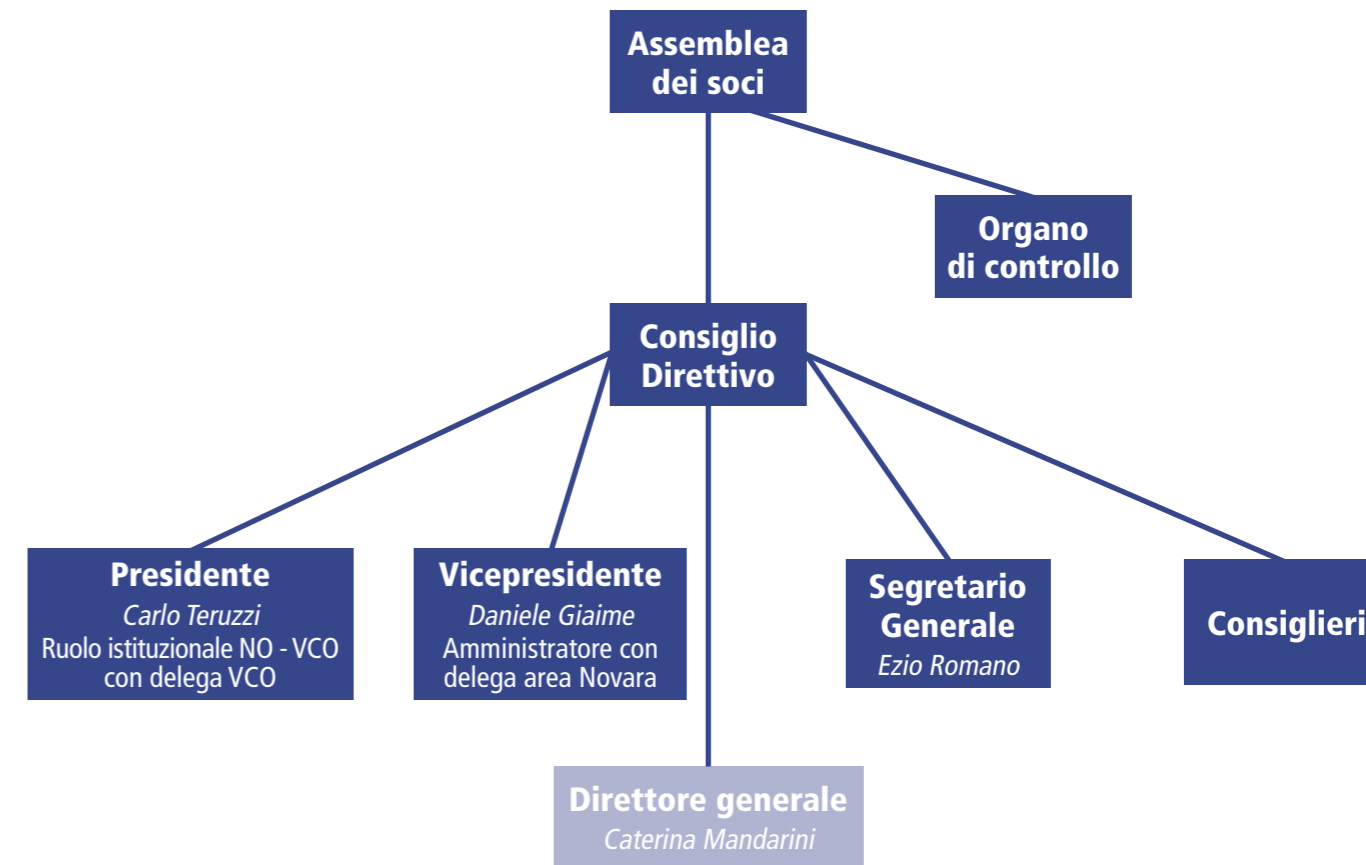 Assemblea
dei soci
Organo
di controllo
Consiglio
Direttivo
Presidente
Carlo Teruzzi
Ruolo istituzionale NO - VCO
con delega VCO
Vicepresidente
Daniele Giaime
Amministratore con
delega area Novara
Segretario
Generale
Ezio Romano
Consiglieri
Direttore generale
Caterina Mandarini